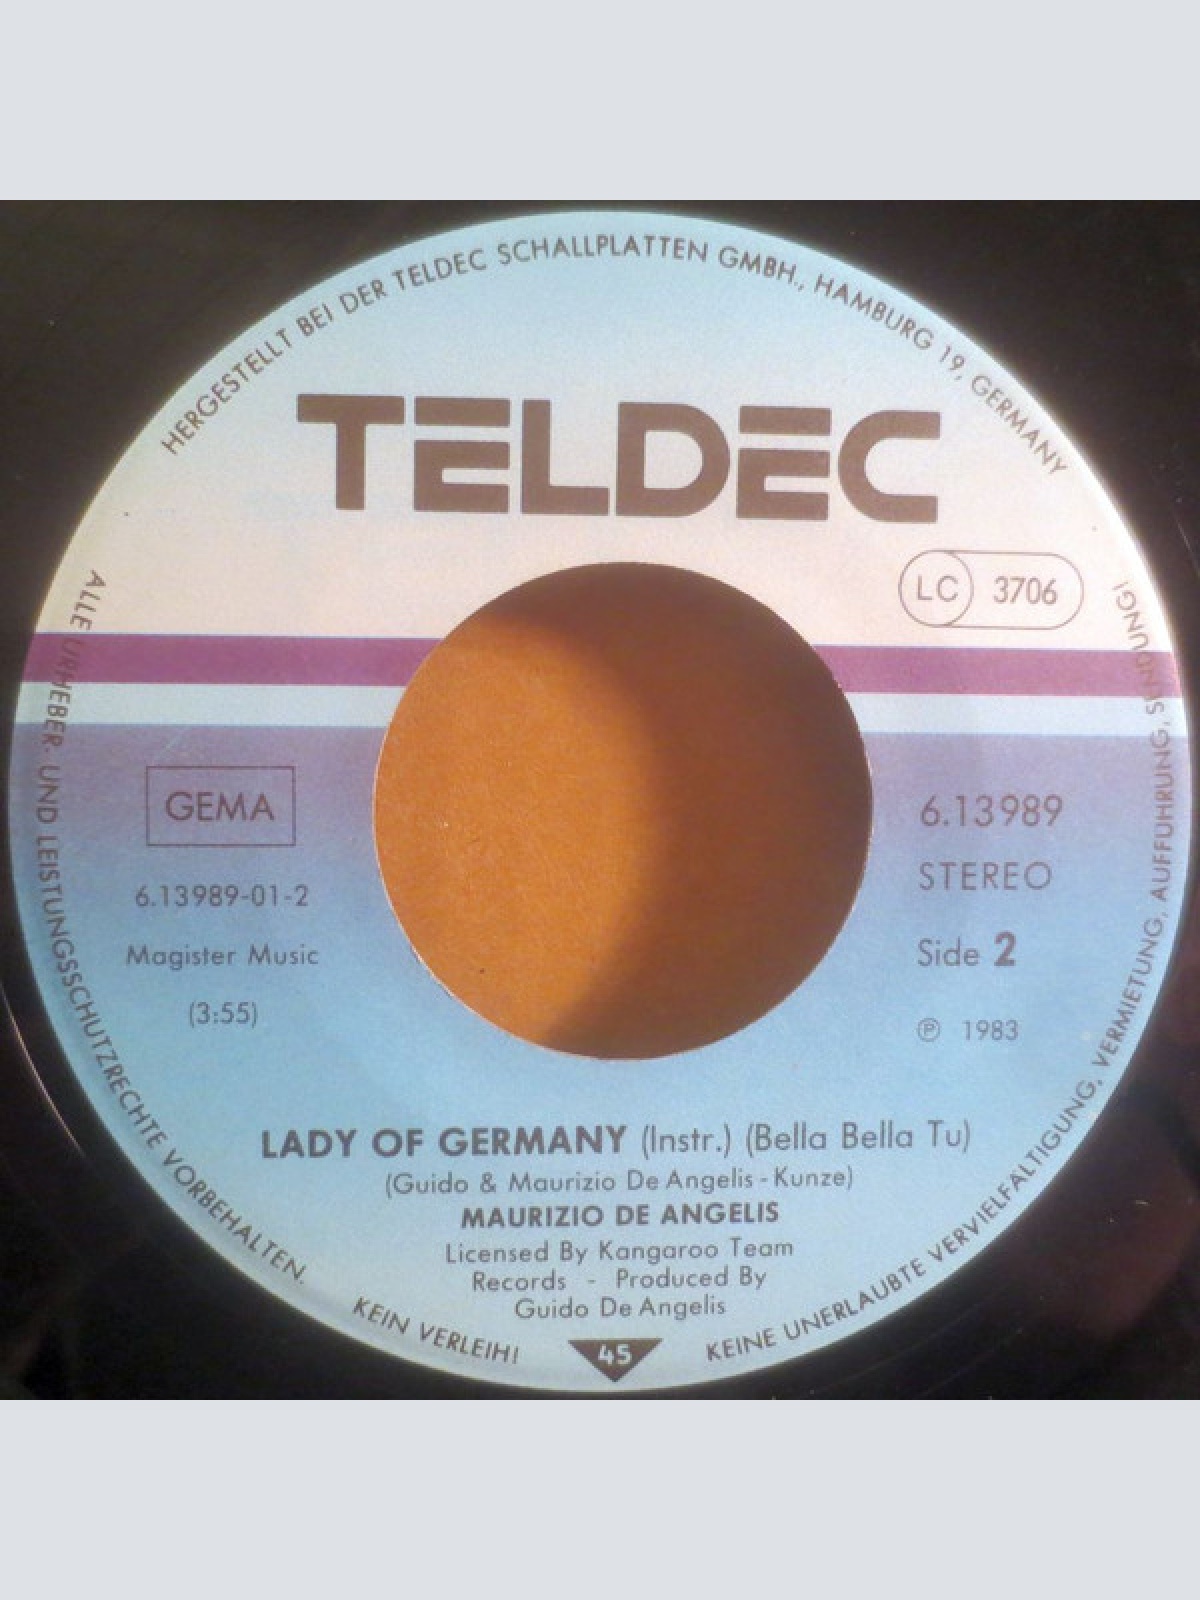 HERGESTELLT BEI DER TELDEC SCHALLPLATTEN GMBH., HAMBURG 19, GERMANY
TELDEC
LC 3706
GEMA
6.13989-01-2
Magister Music
(3:55)
6.13989
STEREO
Side 2
℗ 1983
LADY OF GERMANY (Instr.) (Bella Bella Tu)
(Guido & Maurizio De Angelis - Kunze)
MAURIZIO DE ANGELIS
Licensed By Kangaroo Team
Records - Produced By
Guido De Angelis
45
ALLE URHEBER- UND LEISTUNGSSCHUTZRECHTE VORBEHALTEN.
KEIN VERLEIH!
KEINE UNERLAUBTE VERVIELFÄLTIGUNG, VERMIETUNG, AUFFÜHRUNG, SENDUNG!